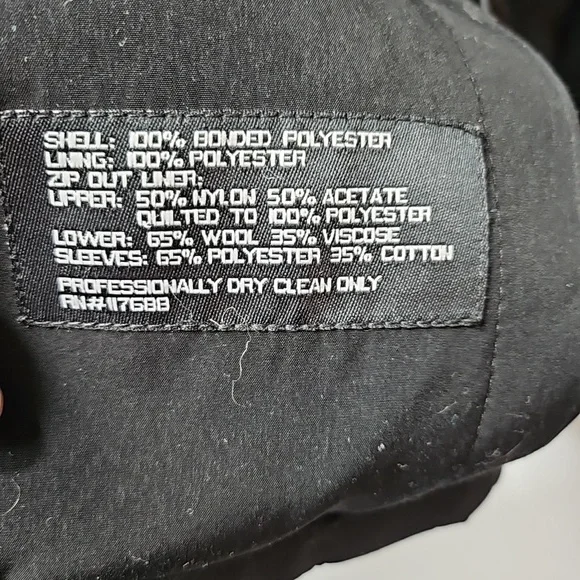 SHELL: 100% BONDED POLYESTER
LINING: 100% POLYESTER
ZIP OUT LINER:
UPPER: 50% NYLON 50% ACETATE
QUILTED TO 100% POLYESTER
LOWER: 65% WOOL 35% VISCOSE
SLEEVES: 65% POLYESTER 35% COTTON
PROFESSIONALLY DRY CLEAN ONLY
RN#117688